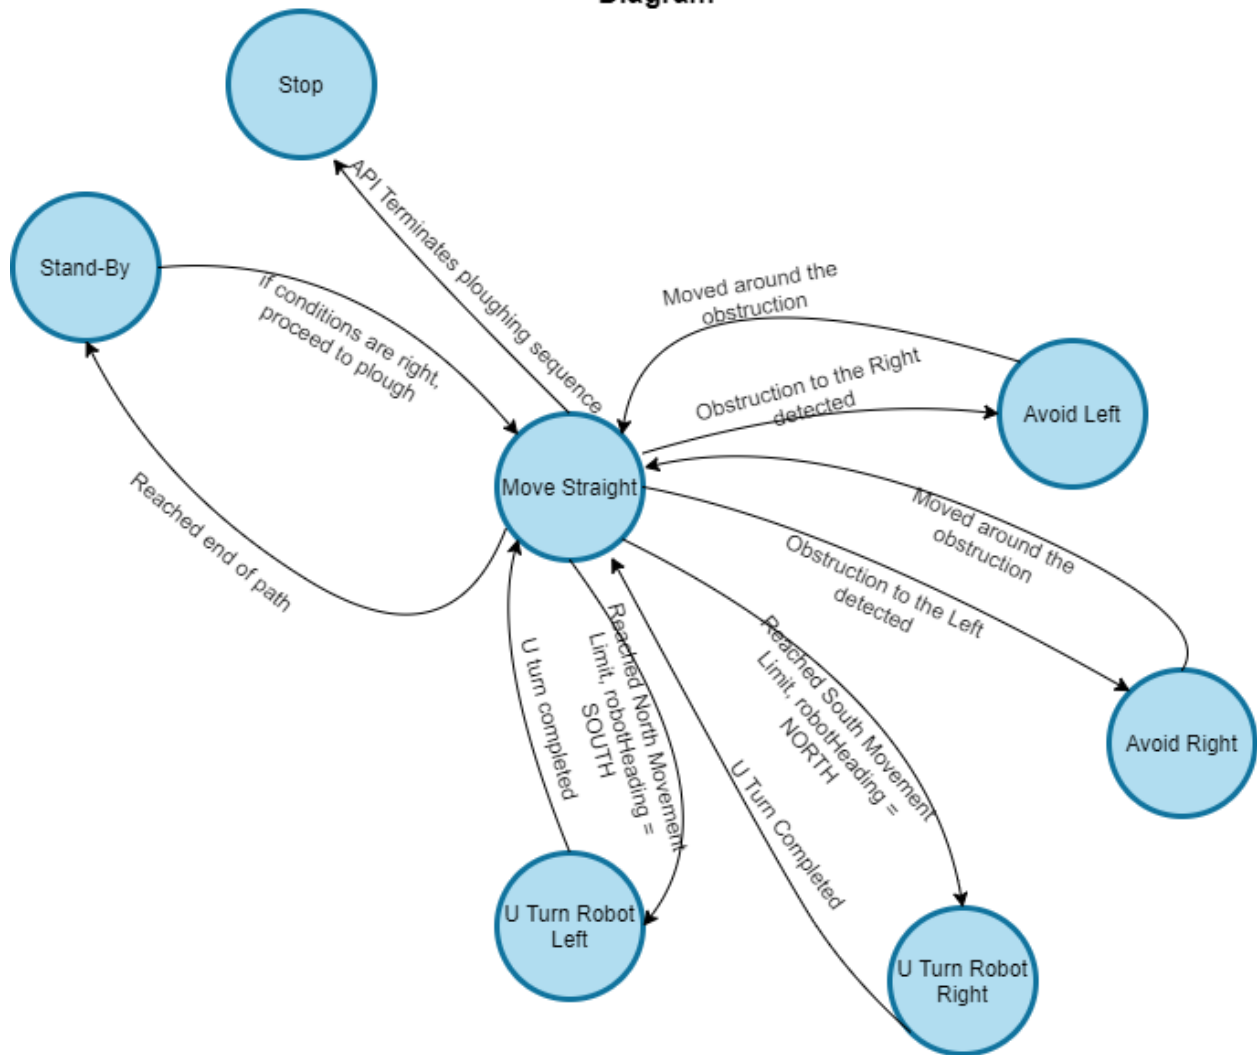 Diagram
Stop
API Terminates ploughing sequence
Stand-By
If conditions are right,
proceed to plough
Moved around the
obstruction
Obstruction to the Right
detected
Avoid Left
Move Straight
Reached end of path
Moved around the
obstruction
Obstruction to the Left
detected
Avoid Right
U turn completed
Reached North Movement
Limit, robotHeading =
SOUTH
Reached South Movement
Limit, robotHeading =
NORTH
U Turn Completed
U Turn Robot
Left
U Turn Robot
Right